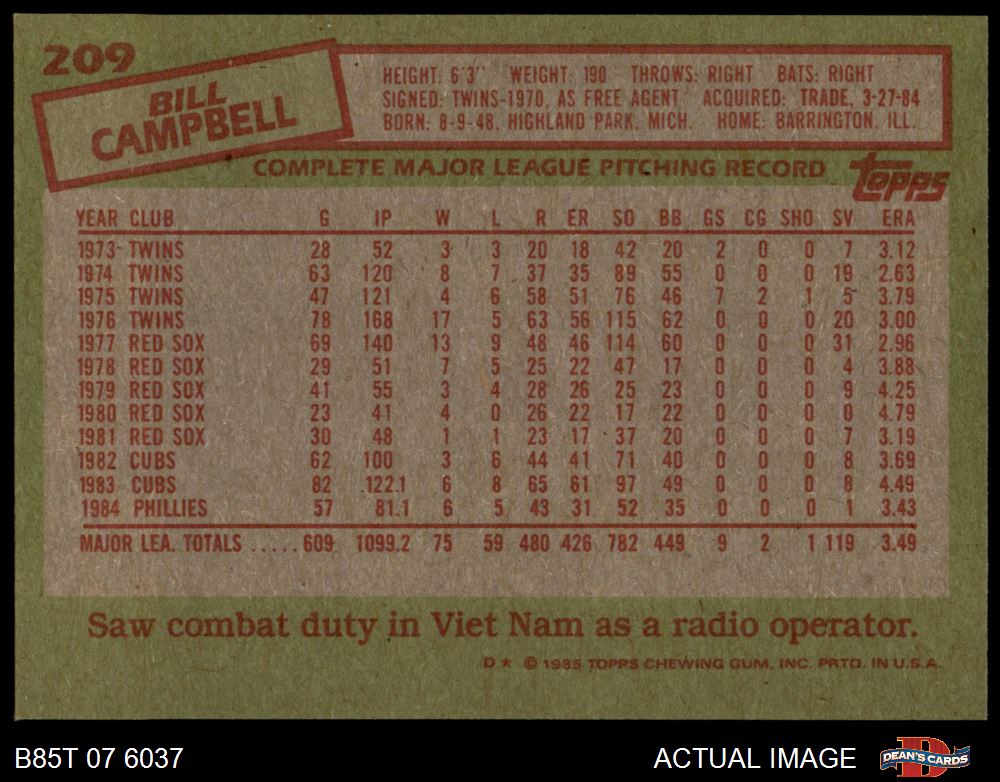 209
BILL
CAMPBELL
HEIGHT: 6'3" WEIGHT: 190 THROWS: RIGHT BATS: RIGHT
SIGNED: TWINS-1970, AS FREE AGENT ACQUIRED: TRADE, 3-27-84
BORN: 8-9-48, HIGHLAND PARK, MICH. HOME: BARRINGTON, ILL.
COMPLETE MAJOR LEAGUE PITCHING RECORD
topps
YEAR CLUB G IP W L R ER SO BB GS CG SHO SV ERA
1973 TWINS 28 52 3 3 20 18 42 20 2 0 0 7 3.12
1974 TWINS 63 120 8 7 37 35 89 55 0 0 0 19 2.63
1975 TWINS 47 121 4 6 58 51 76 46 7 2 1 5 3.79
1976 TWINS 78 168 17 5 63 56 115 62 0 0 0 20 3.00
1977 RED SOX 69 140 13 9 48 46 114 60 0 0 0 31 2.96
1978 RED SOX 29 51 7 5 25 22 47 17 0 0 0 4 3.88
1979 RED SOX 41 55 3 4 28 26 25 23 0 0 0 9 4.25
1980 RED SOX 23 41 4 0 26 22 17 22 0 0 0 0 4.79
1981 RED SOX 30 48 1 1 23 17 37 20 0 0 0 7 3.19
1982 CUBS 62 100 3 6 44 41 71 40 0 0 0 8 3.69
1983 CUBS 82 122.1 6 8 65 61 97 49 0 0 0 8 4.49
1984 PHILLIES 57 81.1 6 5 43 31 52 35 0 0 0 1 3.43
MAJOR LEA. TOTALS ..... 609 1099.2 75 59 480 426 782 449 9 2 1 119 3.49
Saw combat duty in Viet Nam as a radio operator.
D★ © 1985 TOPPS CHEWING GUM, INC. PRTD. IN U.S.A.
B85T 07 6037 ACTUAL IMAGE
D
DEAN'S CARDS